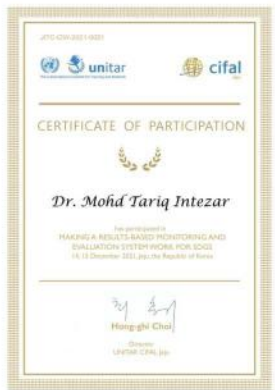 unitar
cifal
CERTIFICATE OF PARTICIPATION
Dr. Mohd Tariq Intezar
has participated in
MAKING A RESULTS-BASED MONITORING AND
EVALUATION SYSTEM WORK FOR SDGS
14, 15 December 2021, Jeju, the Republic of Korea
Hong-ghi Choi
Director
UNITAR CIFAL Jeju